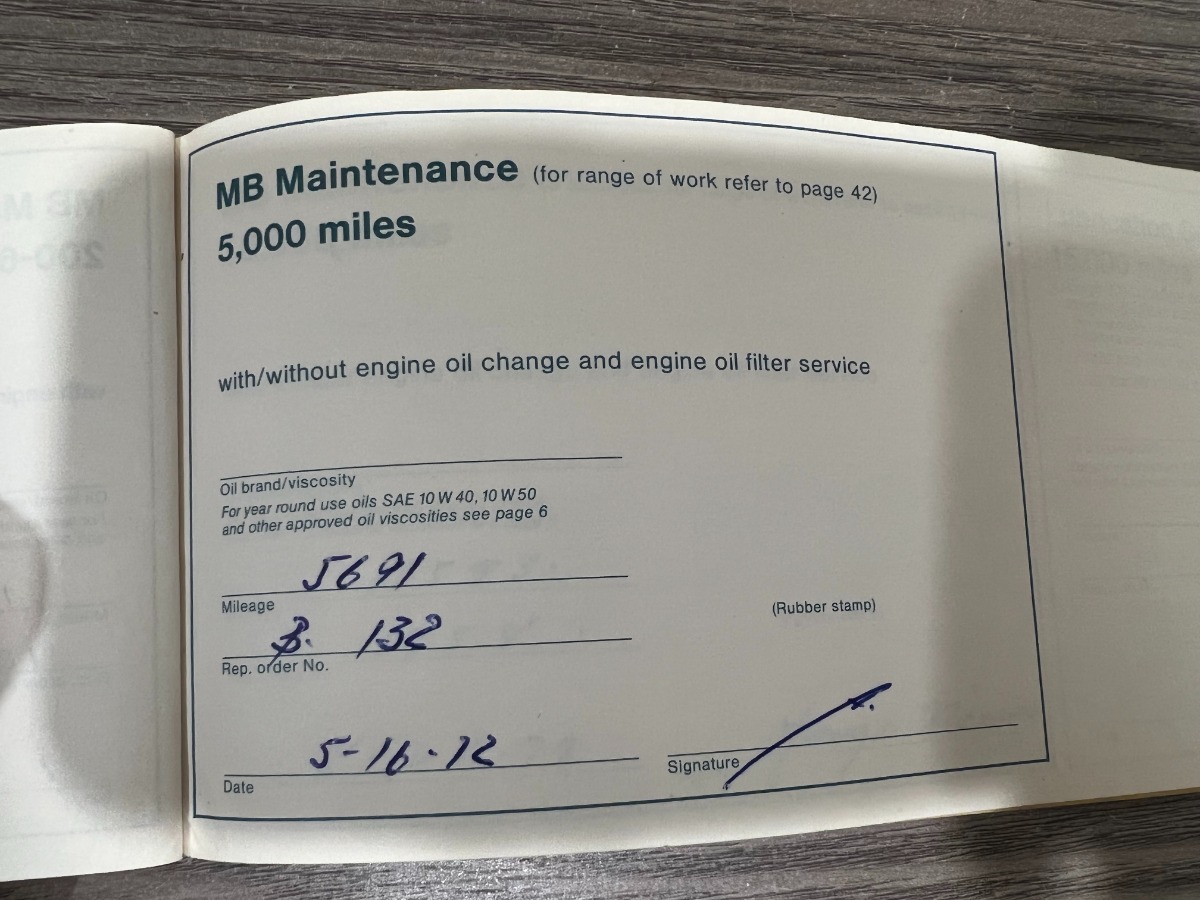 MB Maintenance (for range of work refer to page 42)
5,000 miles
with/without engine oil change and engine oil filter service
Oil brand/viscosity
For year round use oils SAE 10 W 40, 10 W 50
and other approved oil viscosities see page 6
5691
Mileage
(Rubber stamp)
B. 132
Rep. order No.
5-16-72
Date
Signature